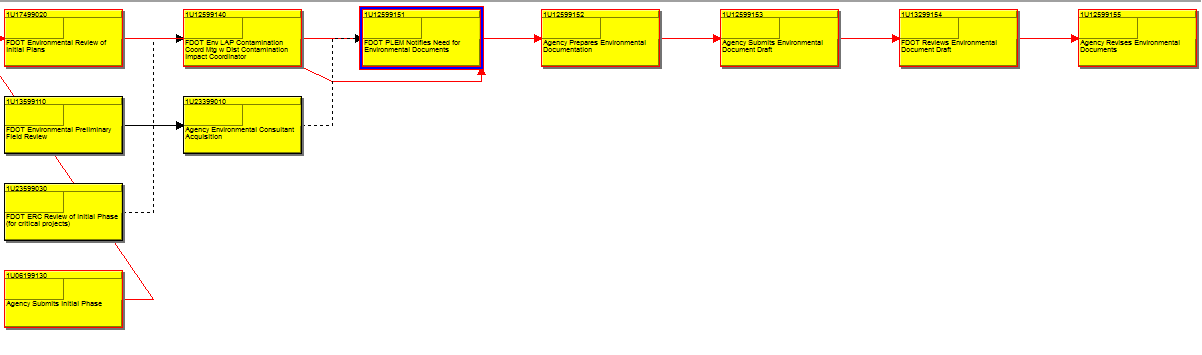 1U17499020
FDOT Environmental Review of
Initial Plans
1U12599140
FDOT Env LAP Contamination
Coord Mtg w Dist Contamination
Impact Coordinator
1U12599151
FDOT PLEM Notifies Need for
Environmental Documents
1U12599152
Agency Prepares Environmental
Documentation
1U12599153
Agency Submits Environmental
Document Draft
1U13299154
FDOT Reviews Environmental
Document Draft
1U12599155
Agency Revises Environmental
Documents
1U13599110
FDOT Environmental Preliminary
Field Review
1U23399010
Agency Environmental Consultant
Acquisition
1U23599030
FDOT ERC Review of Initial Phase
(for critical projects)
1U06199130
Agency Submits Initial Phase